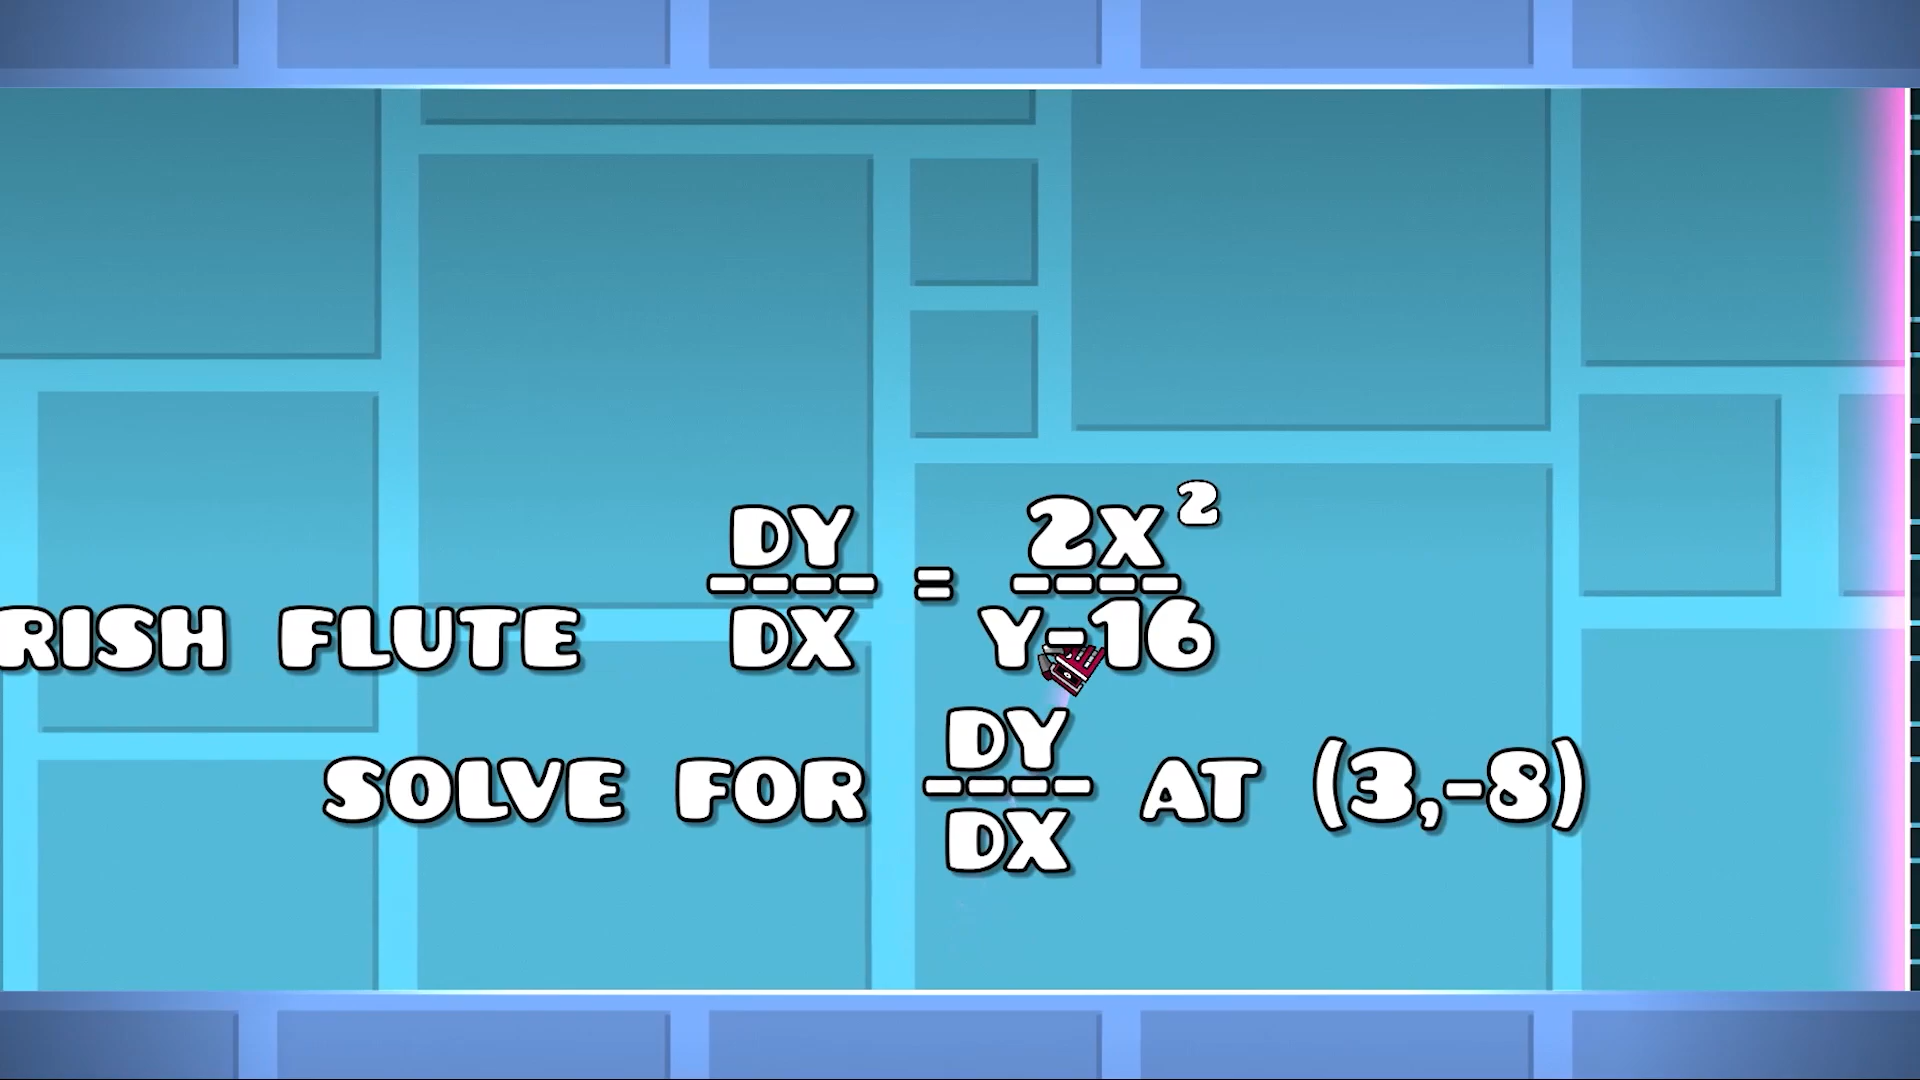 RISH FLUTE
DY
----
DX
=
2X²
----
Y-16
SOLVE FOR
DY
----
DX
AT (3,-8)